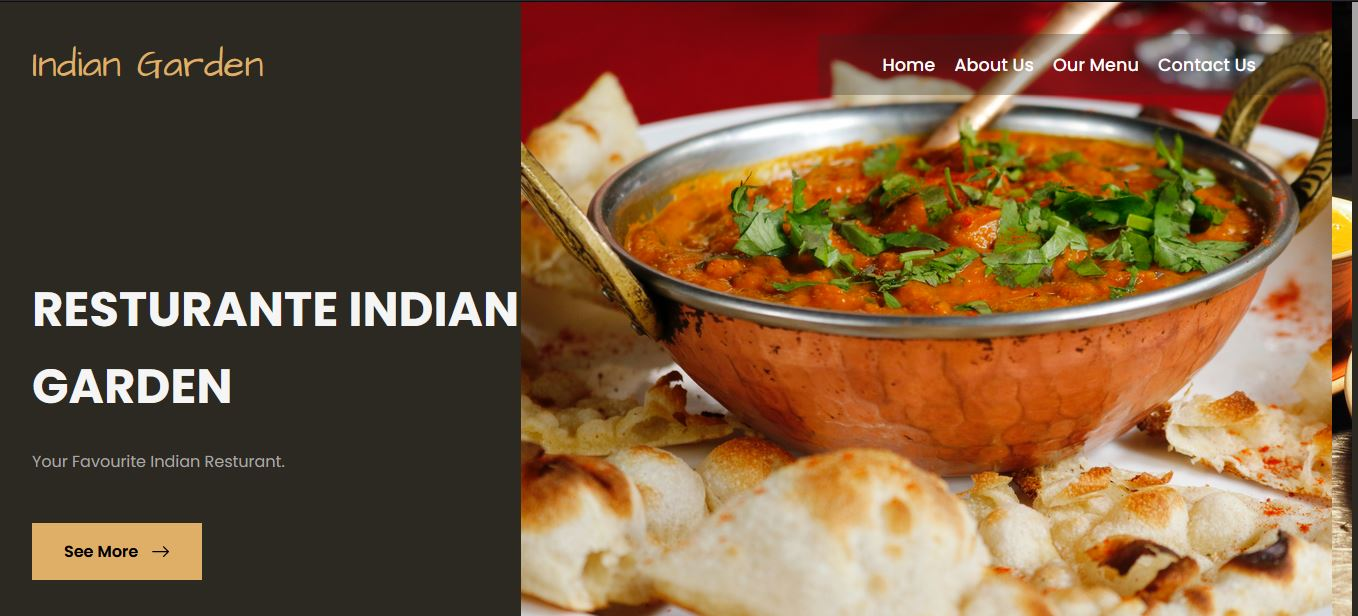 Indian Garden
Home About Us Our Menu Contact Us
RESTURANTE INDIAN
GARDEN
Your Favourite Indian Resturant.
See More →